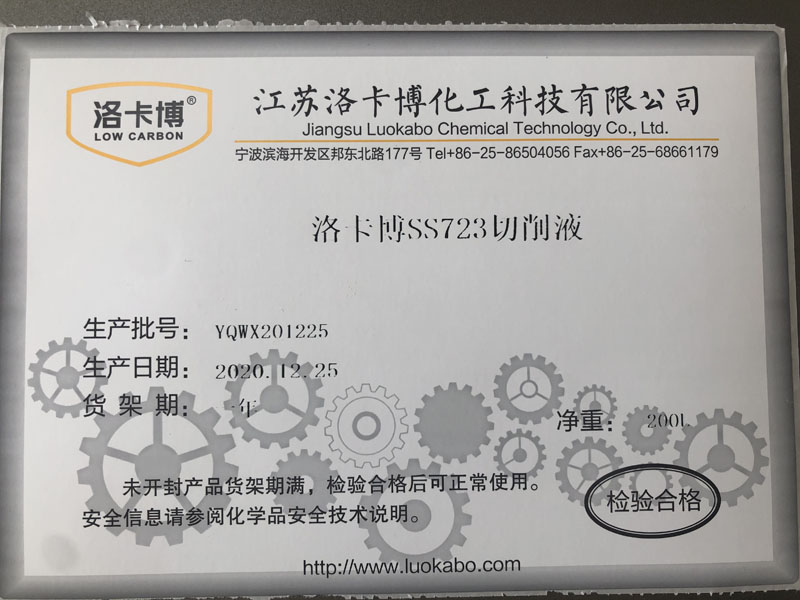 洛卡博®
LOW CARBON
江苏洛卡博化工科技有限公司
Jiangsu Luokabo Chemical Technology Co., Ltd.
宁波滨海开发区邦东北路177号 Tel+86-25-86504056 Fax+86-25-68661179
洛卡博SS723切削液
生产批号： YQWX201225
生产日期： 2020.12.25
货 架 期： 一年
净重： 200L
未开封产品货架期满，检验合格后可正常使用。
安全信息请参阅化学品安全技术说明。
检验合格
http://www.luokabo.com